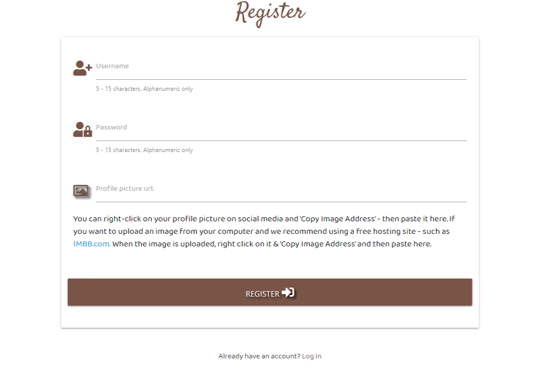 Register
Username
5 - 15 characters. Alphanumeric only
Password
5 - 15 characters. Alphanumeric only
Profile picture url.
You can right-click on your profile picture on social media and 'Copy Image Address' - then paste it here. If
you want to upload an image from your computer and we recommend using a free hosting site - such as
IMBB.com. When the image is uploaded, right click on it & 'Copy Image Address' and then paste here.
REGISTER
Already have an account? Log In